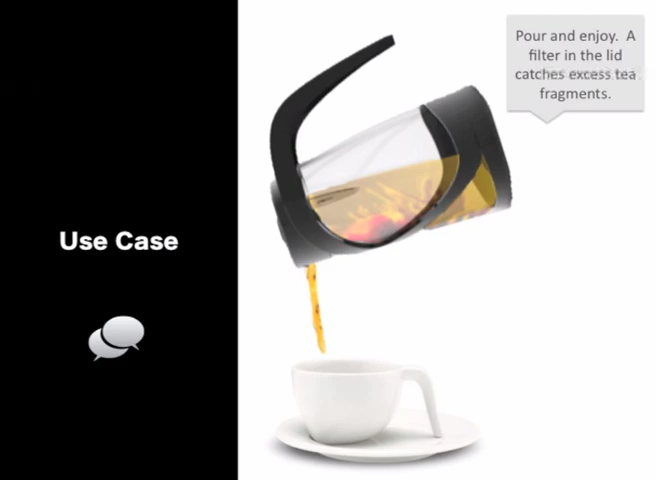 Use Case
Pour and enjoy. A
filter in the lid
catches excess tea
fragments.